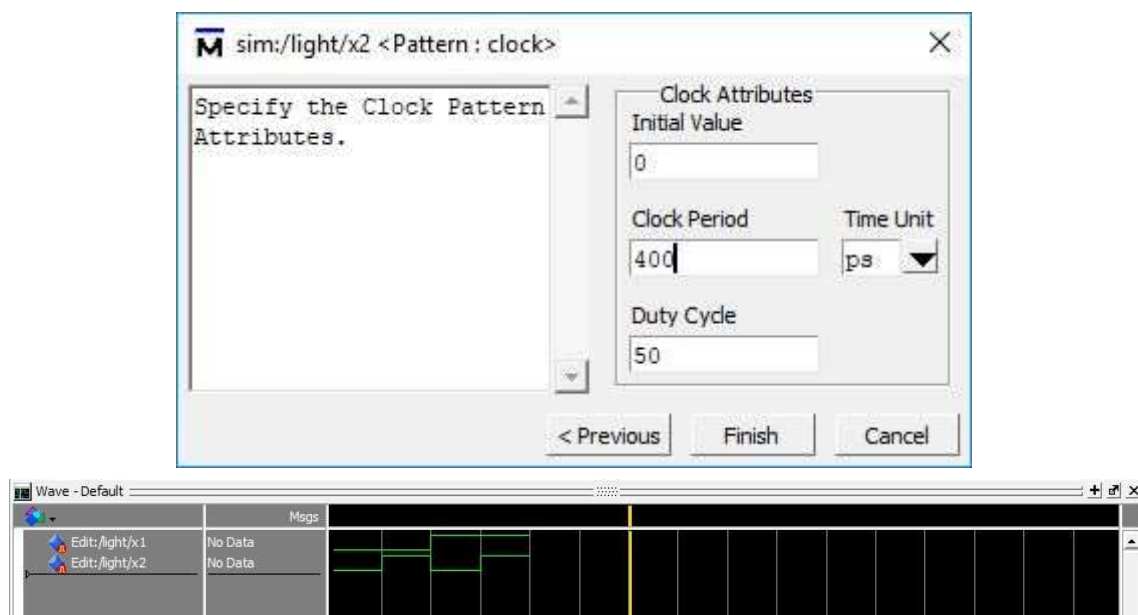 M sim:/light/x2 <Pattern : clock>
Specify the Clock Pattern
Attributes.
Clock Attributes
Initial Value
0
Clock Period
Time Unit
400
ps
Duty Cycle
50
< Previous
Finish
Cancel
Wave - Default
Msgs
Edit:/light/x1
No Data
Edit:/light/x2
No Data